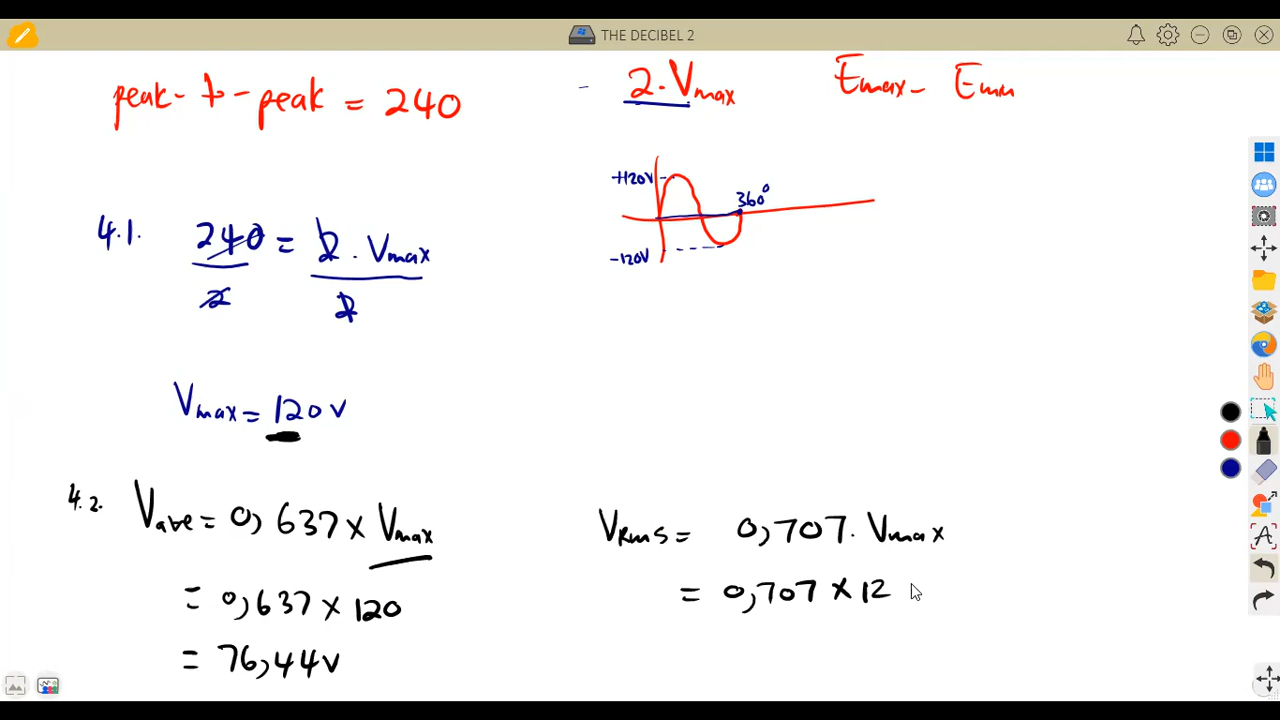 THE DECIBEL 2
peak-to-peak = 240
- 2·Vmax
Emax- Emin
+120V
360°
-120V
4.1. 240 = 2 · Vmax
2 2
Vmax = 120 V
4.2. Vave = 0,637 × Vmax
= 0,637 × 120
= 76,44V
VRms = 0,707 · Vmax
= 0,707 × 12
A